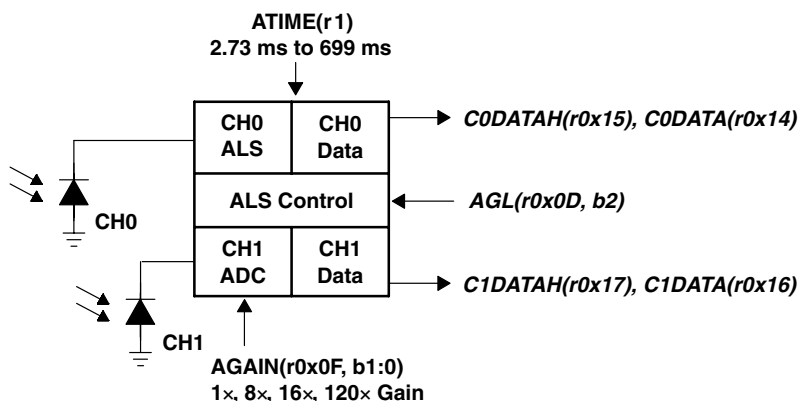 ATIME(r1)
2.73 ms to 699 ms
CH0
ALS
CH0
Data
C0DATAH(r0x15), C0DATA(r0x14)
ALS Control
AGL(r0x0D, b2)
CH0
CH1
ADC
CH1
Data
C1DATAH(r0x17), C1DATA(r0x16)
CH1
AGAIN(r0x0F, b1:0)
1×, 8×, 16×, 120× Gain